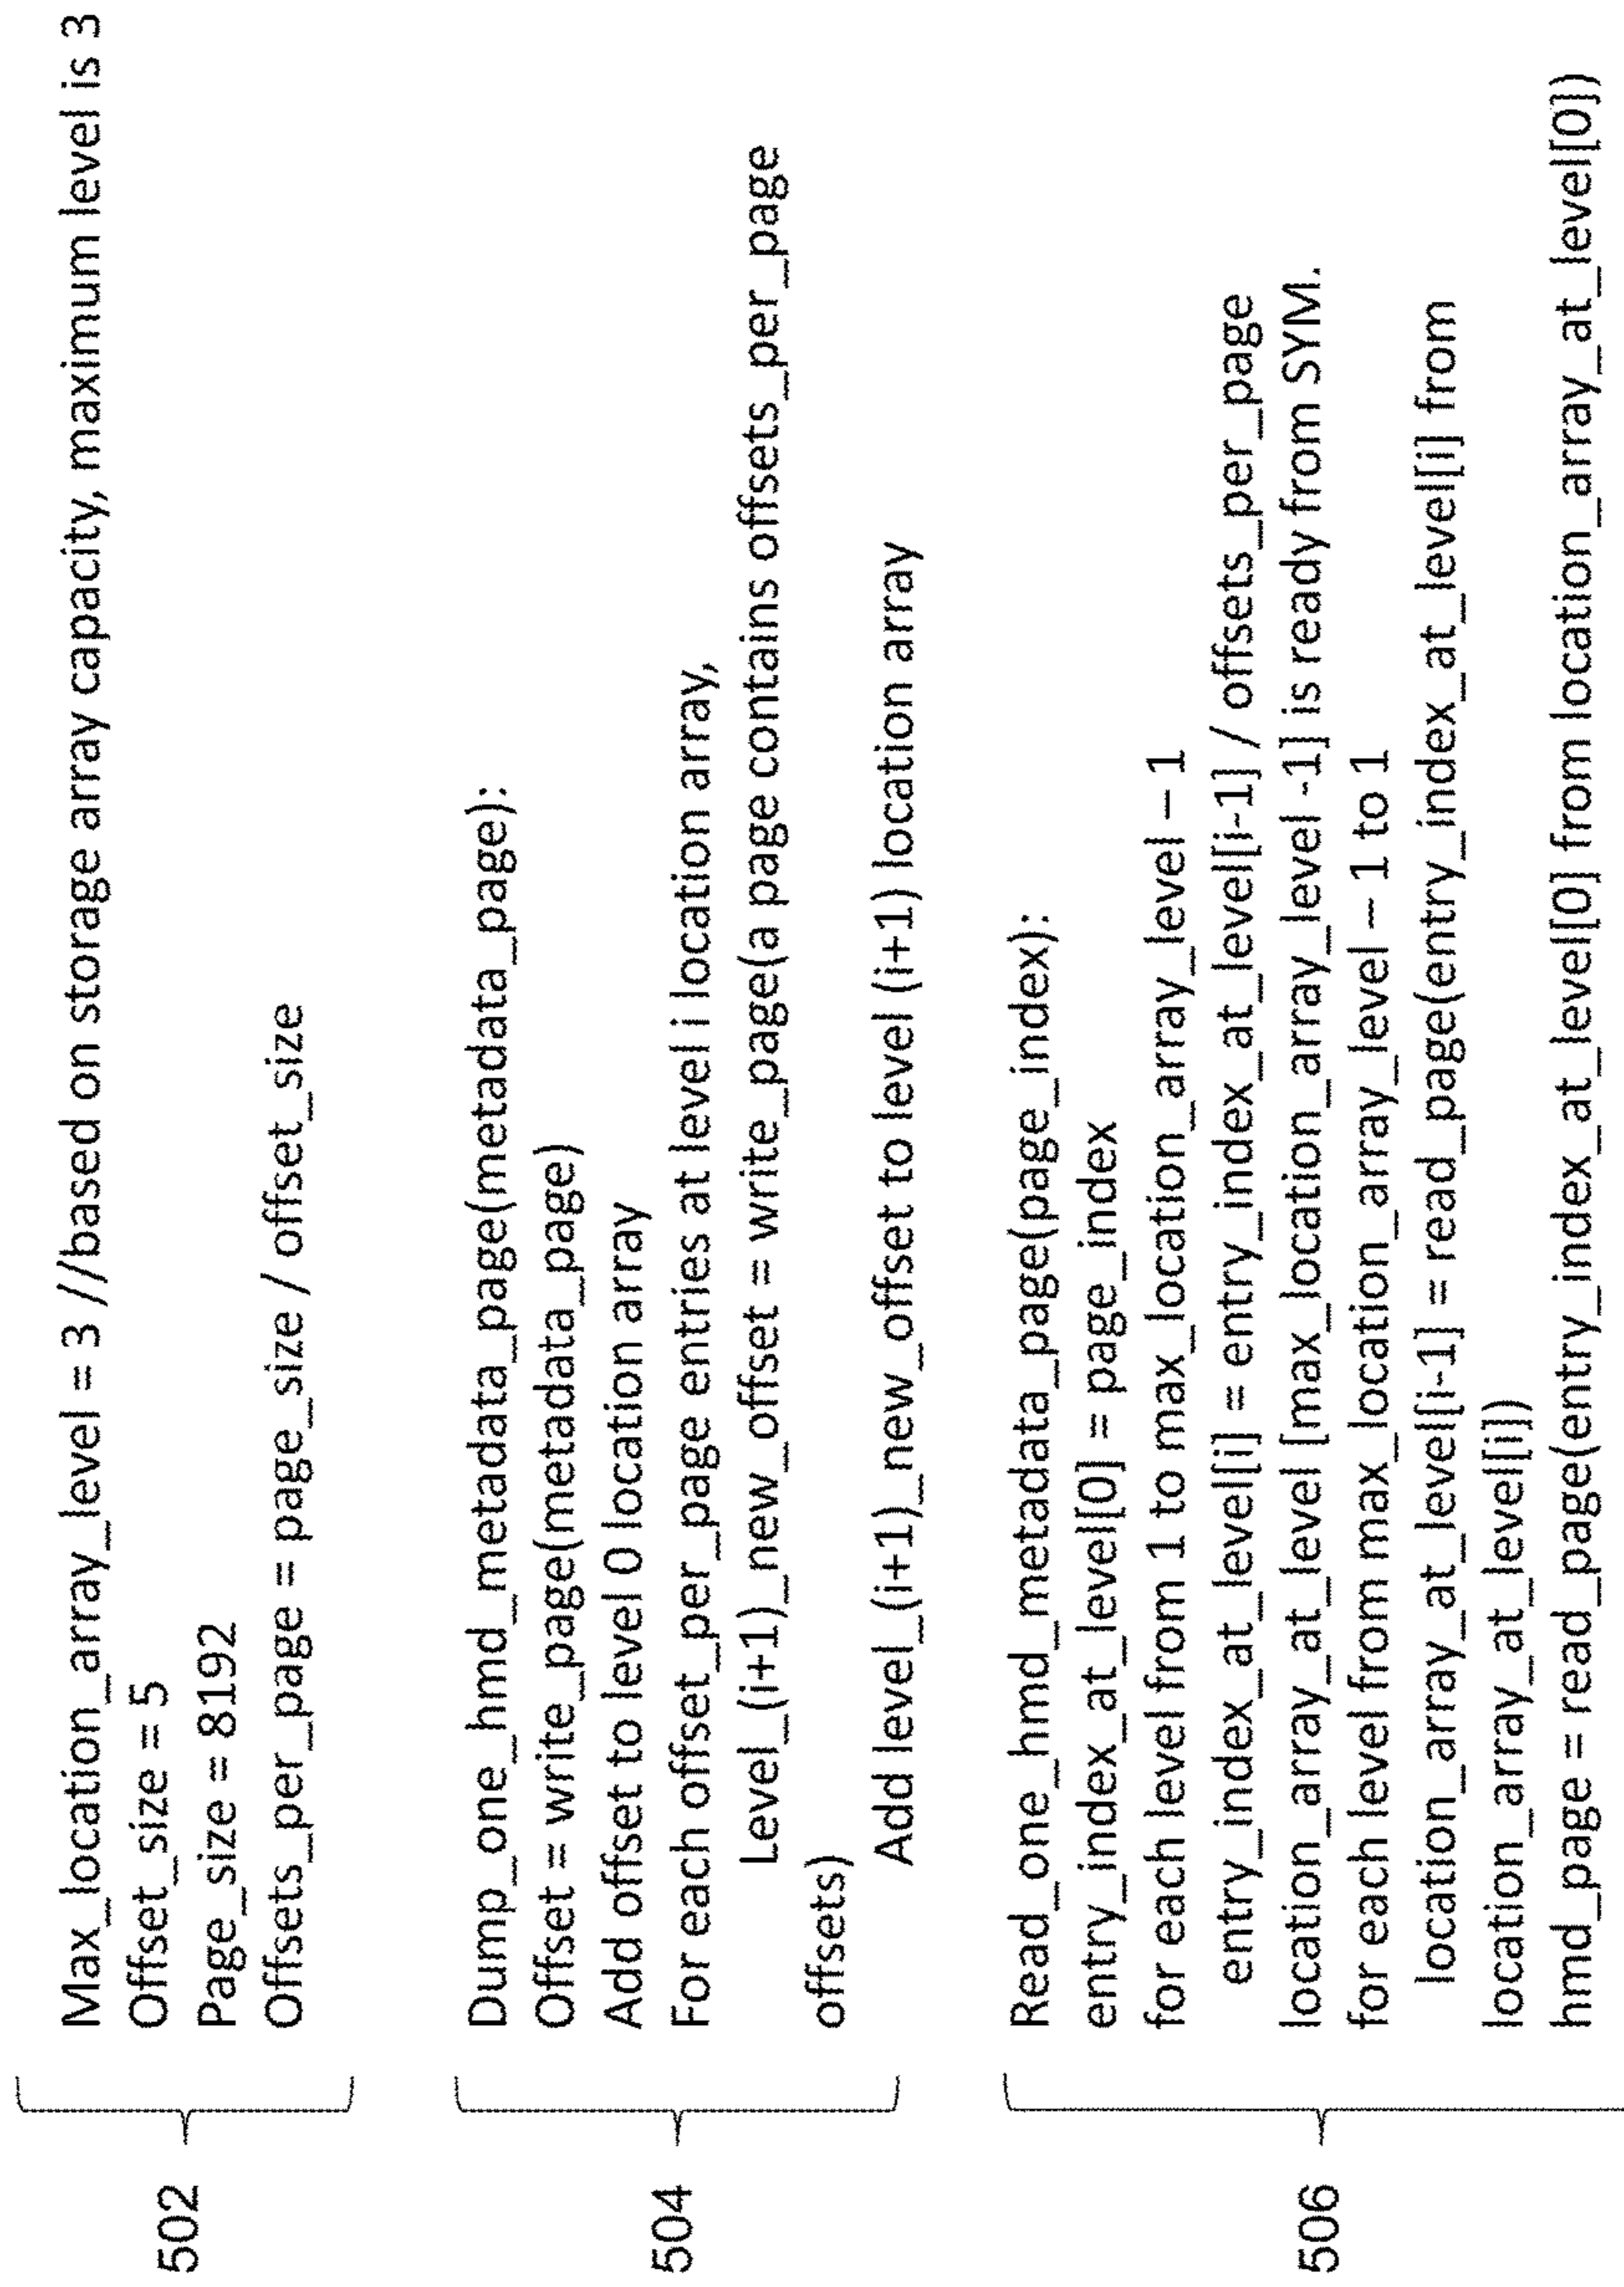 502
Max_location_array_level = 3 //based on storage array capacity, maximum level is 3
Offset_size = 5
Page_size = 8192
Offsets_per_page = page_size / offset_size
504
Dump_one_hmd_metadata_page(metadata_page):
Offset = write_page(metadata_page)
Add offset to level 0 location array
For each offset_per_page entries at level i location array,
Level_(i+1)_new_offset = write_page(a page contains offsets_per_page
offsets)
Add level_(i+1)_new_offset to level (i+1) location array
506
Read_one_hmd_metadata_page(page_index):
entry_index_at_level[0] = page_index
for each level from 1 to max_location_array_level – 1
entry_index_at_level[i] = entry_index_at_level[i-1] / offsets_per_page
location_array_at_level [max_location_array_level -1] is ready from SYM.
for each level from max_location_array_level – 1 to 1
location_array_at_level[i-1] = read_page(entry_index_at_level[i] from
location_array_at_level[i])
hmd_page = read_page(entry_index_at_level[0] from location_array_at_level[0])